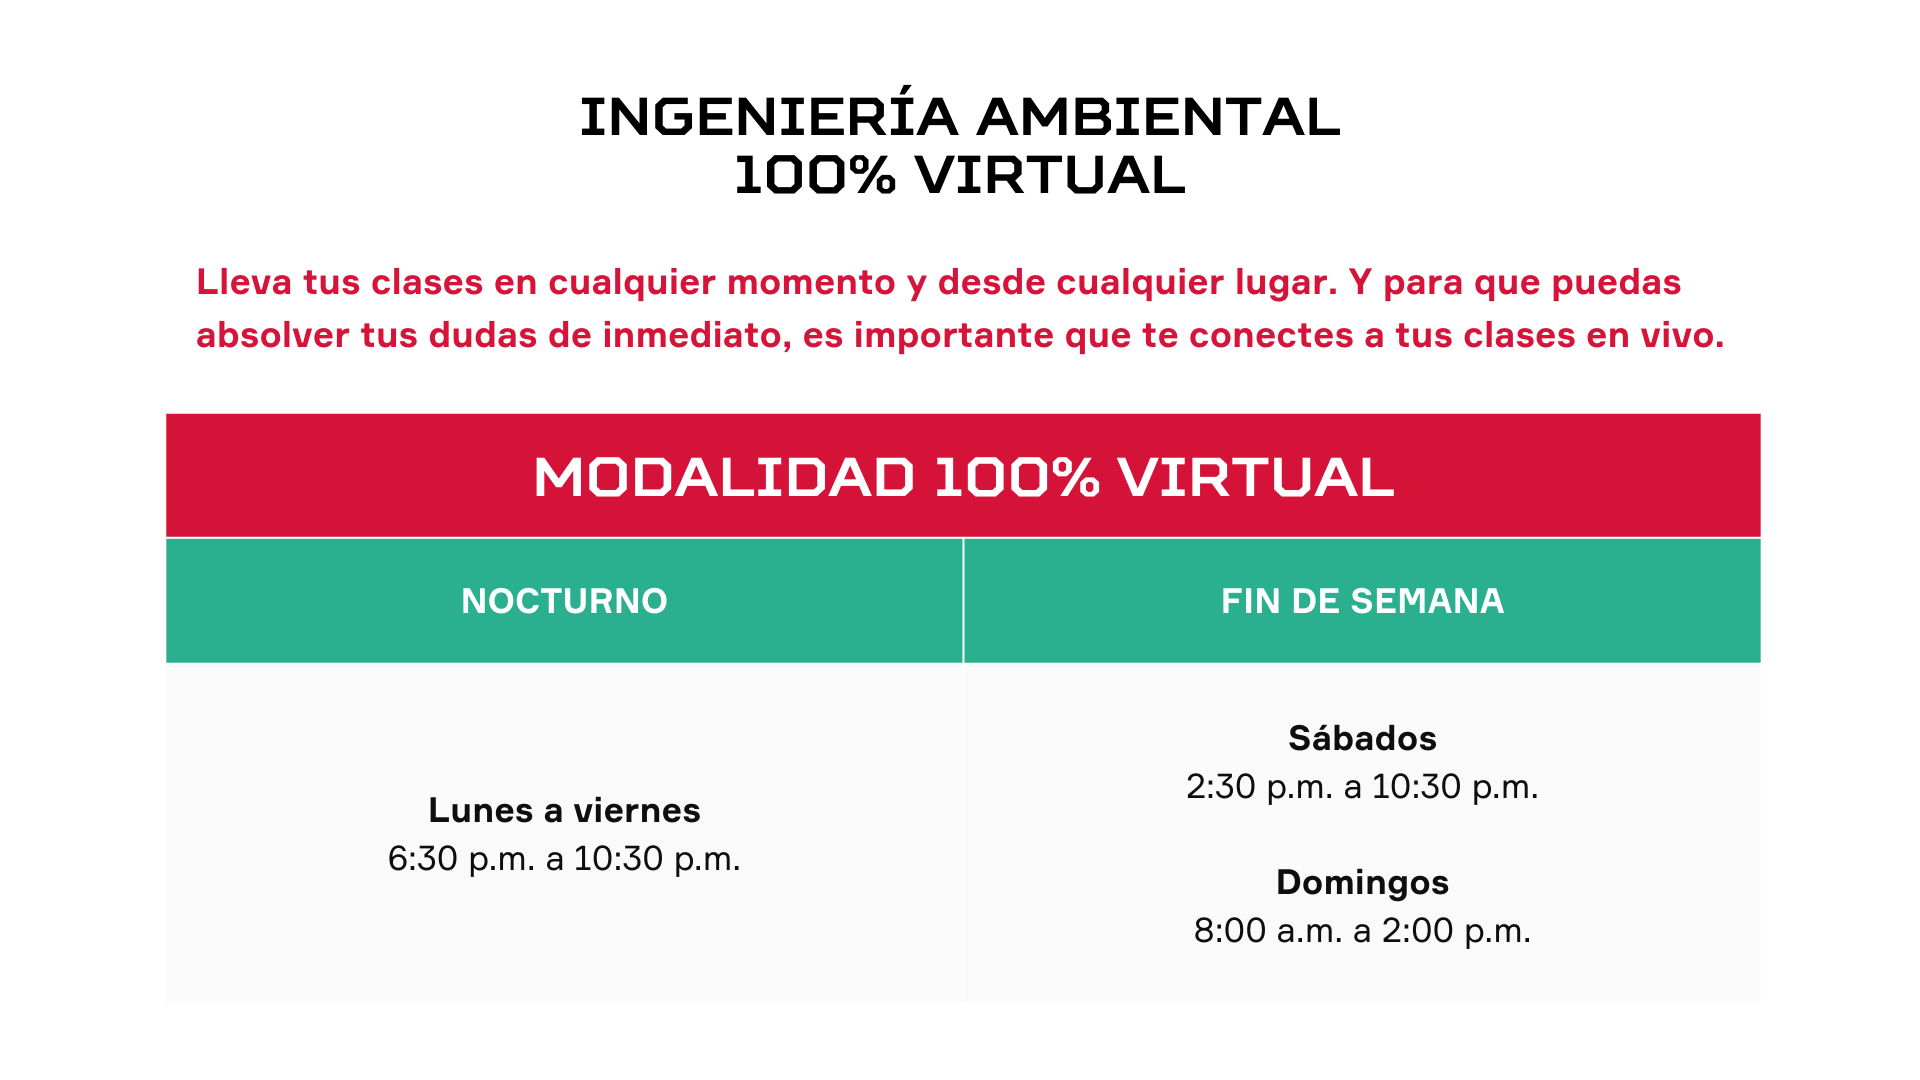 INGENIERÍA AMBIENTAL
100% VIRTUAL
Lleva tus clases en cualquier momento y desde cualquier lugar. Y para que puedas
absolver tus dudas de inmediato, es importante que te conectes a tus clases en vivo.
MODALIDAD 100% VIRTUAL
NOCTURNO
FIN DE SEMANA
Lunes a viernes
6:30 p.m. a 10:30 p.m.
Sábados
2:30 p.m. a 10:30 p.m.
Domingos
8:00 a.m. a 2:00 p.m.